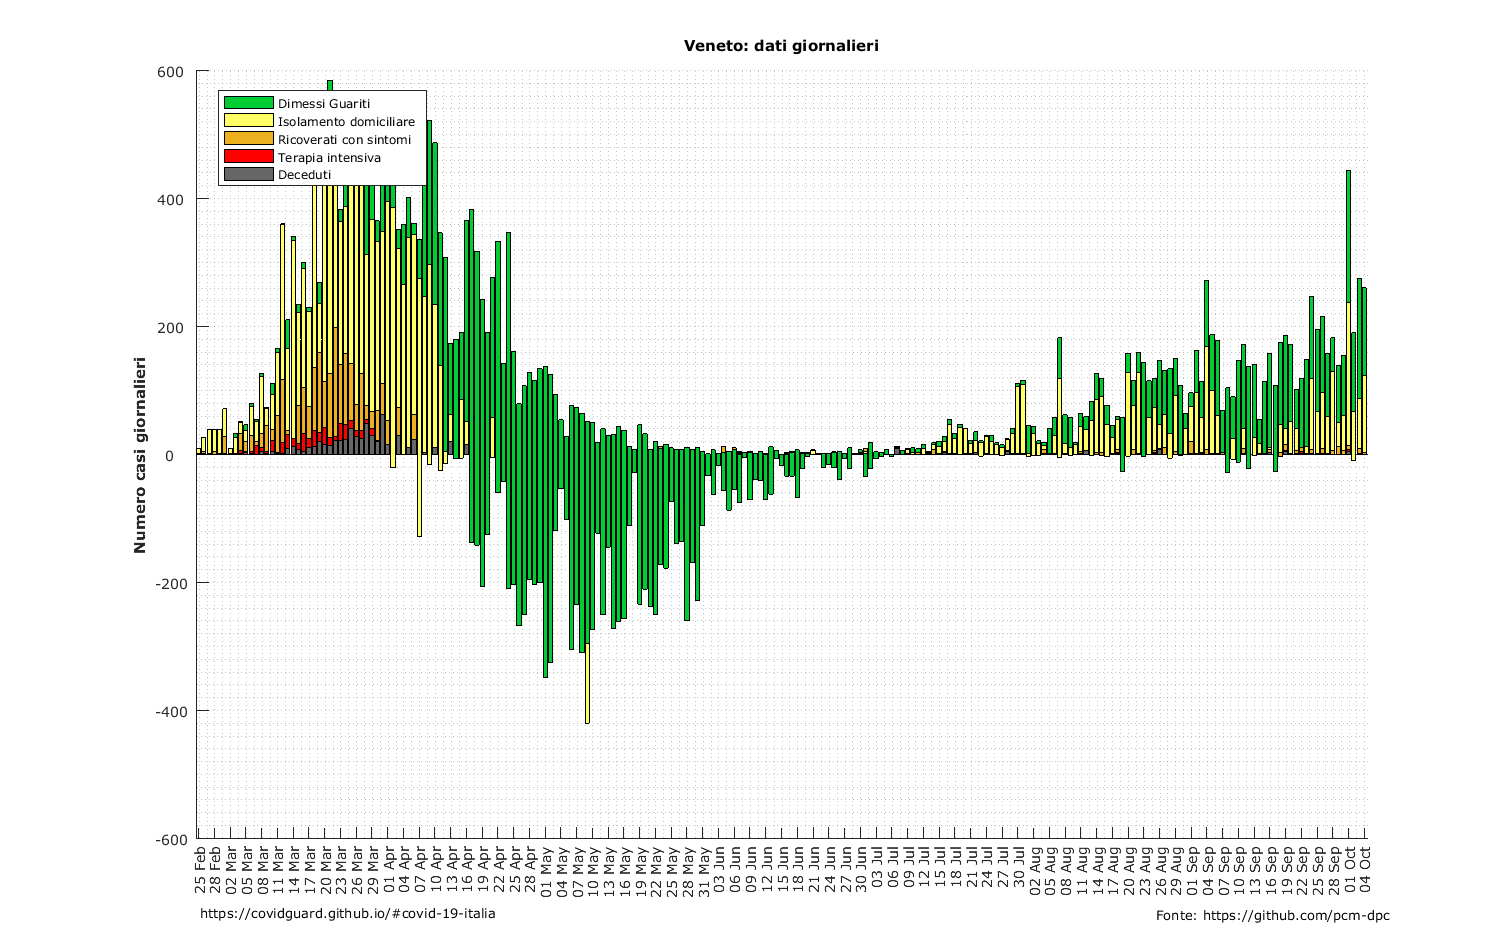 Veneto: dati giornalieri
Numero casi giornalieri
600
400
200
0
-200
-400
-600
Dimessi Guariti
Isolamento domiciliare
Ricoverati con sintomi
Terapia intensiva
Deceduti
25 Feb
28 Feb
02 Mar
05 Mar
08 Mar
11 Mar
14 Mar
17 Mar
20 Mar
23 Mar
26 Mar
29 Mar
01 Apr
04 Apr
07 Apr
10 Apr
13 Apr
16 Apr
19 Apr
22 Apr
25 Apr
28 Apr
01 May
04 May
07 May
10 May
13 May
16 May
19 May
22 May
25 May
28 May
31 May
03 Jun
06 Jun
09 Jun
12 Jun
15 Jun
18 Jun
21 Jun
24 Jun
27 Jun
30 Jun
03 Jul
06 Jul
09 Jul
12 Jul
15 Jul
18 Jul
21 Jul
24 Jul
27 Jul
30 Jul
02 Aug
05 Aug
08 Aug
11 Aug
14 Aug
17 Aug
20 Aug
23 Aug
26 Aug
29 Aug
01 Sep
04 Sep
07 Sep
10 Sep
13 Sep
16 Sep
19 Sep
22 Sep
25 Sep
28 Sep
01 Oct
04 Oct
https://covidguard.github.io/#covid-19-italia
Fonte: https://github.com/pcm-dpc